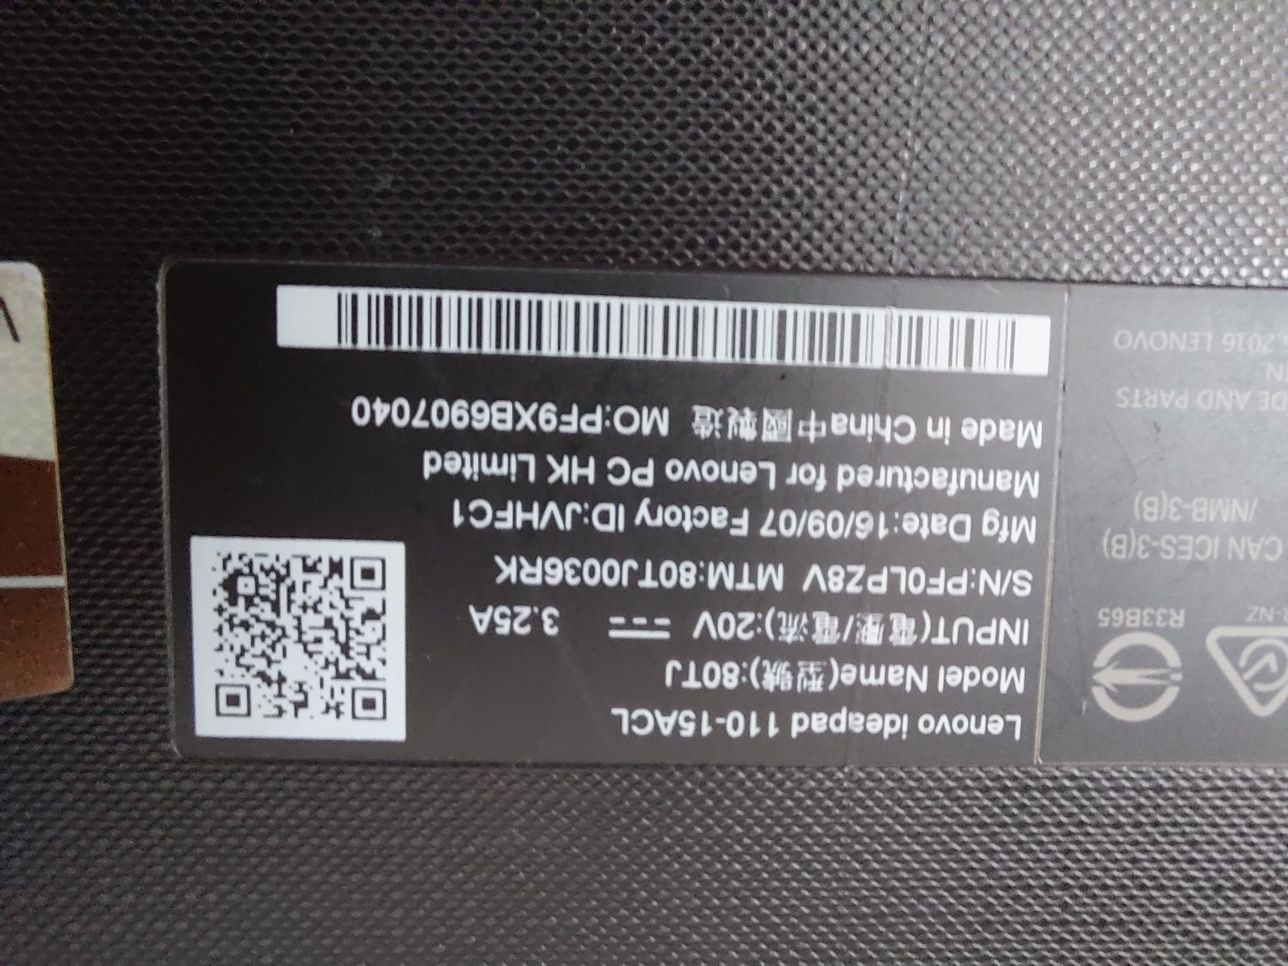 Lenovo ideapad 110-15ACL
Model Name(型號):80TJ
INPUT(電壓/電流):20V ⎓ 3.25A
S/N:PF0LPZ8V MTM:80TJ0036RK
Mfg Date:16/09/07 Factory ID:JVHFC1
Manufactured for Lenovo PC HK Limited
Made in China中國製造 MO:PF9XB6907040
NZ
R33B65
CAN ICES-3(B)
/NMB-3(B)
AND PARTS
IN
2016 LENOVO